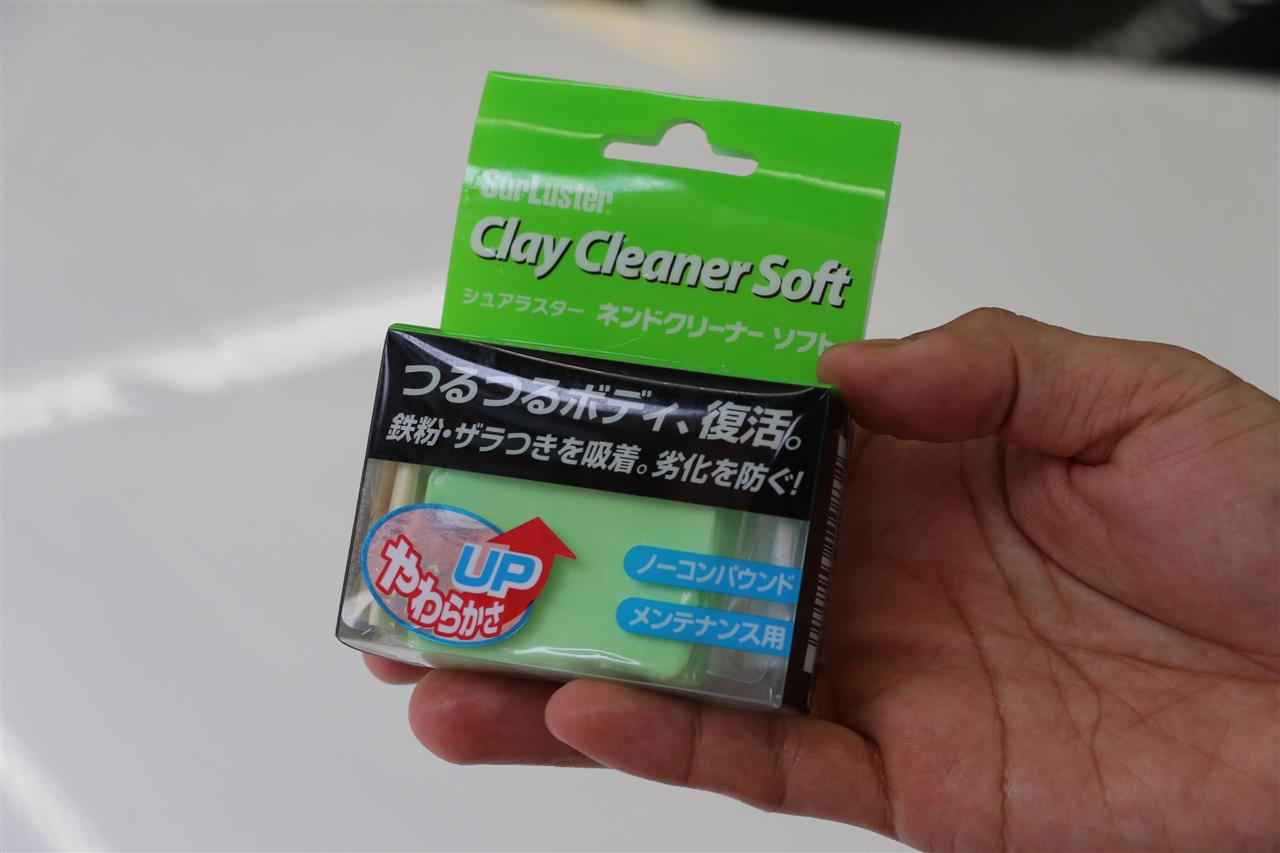 SurLuster
Clay Cleaner Soft
シュアラスター ネンドクリーナー ソフト
つるつるボディ、復活。
鉄粉・ザラつきを吸着。劣化を防ぐ!
UP
やわらかさ
ノーコンパウンド
メンテナンス用